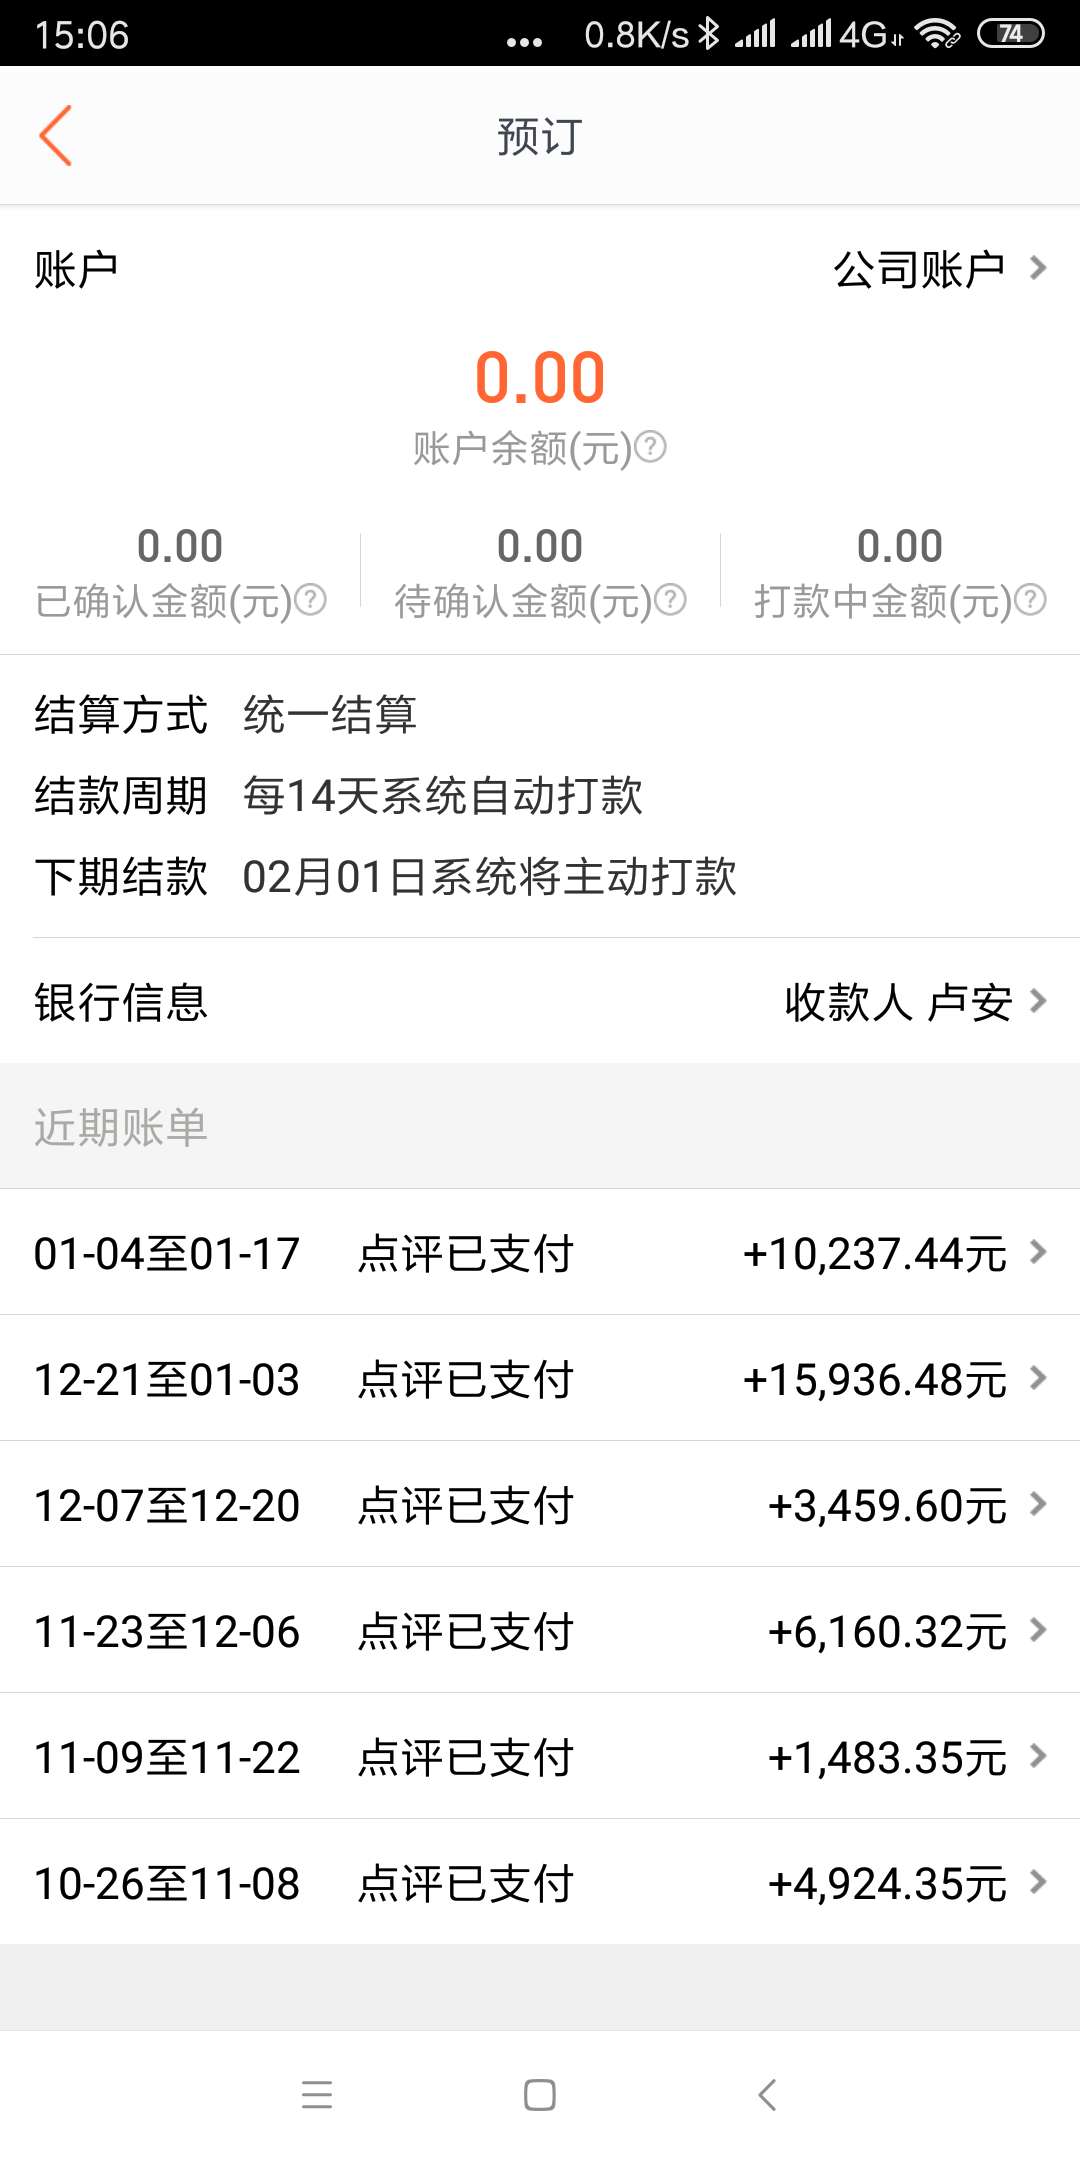 15:06 ... 0.8K/s 4G 74
预订
账户 公司账户
0.00
账户余额(元)?
0.00 0.00 0.00
已确认金额(元)? 待确认金额(元)? 打款中金额(元)?
结算方式 统一结算
结款周期 每14天系统自动打款
下期结款 02月01日系统将主动打款
银行信息 收款人 卢安
近期账单
01-04至01-17 点评已支付 +10,237.44元
12-21至01-03 点评已支付 +15,936.48元
12-07至12-20 点评已支付 +3,459.60元
11-23至12-06 点评已支付 +6,160.32元
11-09至11-22 点评已支付 +1,483.35元
10-26至11-08 点评已支付 +4,924.35元